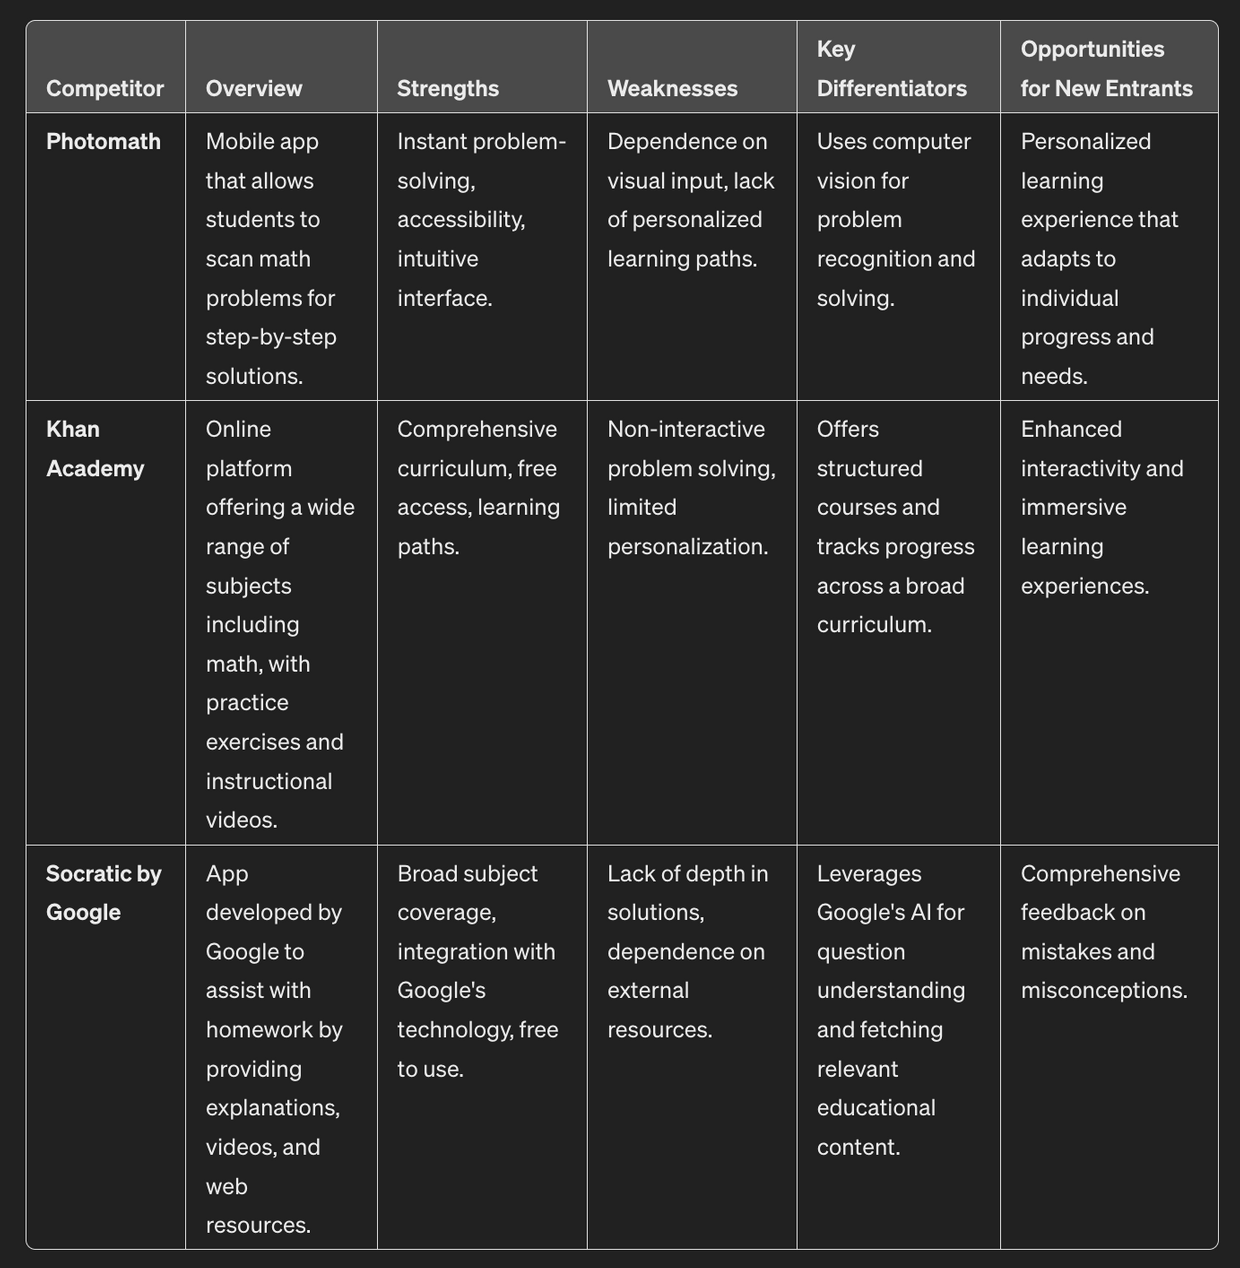 Competitor
Overview
Strengths
Weaknesses
Key
Differentiators
Opportunities
for New Entrants
Photomath
Mobile app
that allows
students to
scan math
problems for
step-by-step
solutions.
Instant problem-
solving,
accessibility,
intuitive
interface.
Dependence on
visual input, lack
of personalized
learning paths.
Uses computer
vision for
problem
recognition and
solving.
Personalized
learning
experience that
adapts to
individual
progress and
needs.
Khan
Academy
Online
platform
offering a wide
range of
subjects
including
math, with
practice
exercises and
instructional
videos.
Comprehensive
curriculum, free
access, learning
paths.
Non-interactive
problem solving,
limited
personalization.
Offers
structured
courses and
tracks progress
across a broad
curriculum.
Enhanced
interactivity and
immersive
learning
experiences.
Socratic by
Google
App
developed by
Google to
assist with
homework by
providing
explanations,
videos, and
web
resources.
Broad subject
coverage,
integration with
Google's
technology, free
to use.
Lack of depth in
solutions,
dependence on
external
resources.
Leverages
Google's AI for
question
understanding
and fetching
relevant
educational
content.
Comprehensive
feedback on
mistakes and
misconceptions.